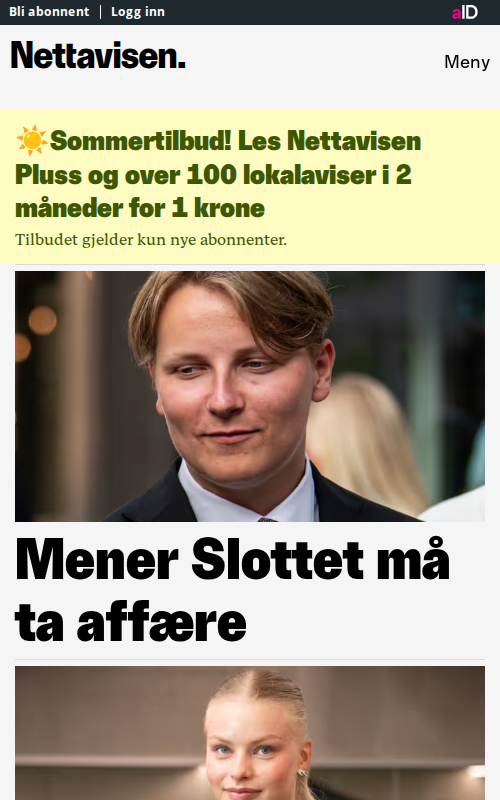 Bli abonnent | Logg inn
aID
Nettavisen.
Meny
☀️Sommertilbud! Les Nettavisen
Pluss og over 100 lokalaviser i 2
måneder for 1 krone
Tilbudet gjelder kun nye abonnenter.
Mener Slottet må
ta affære